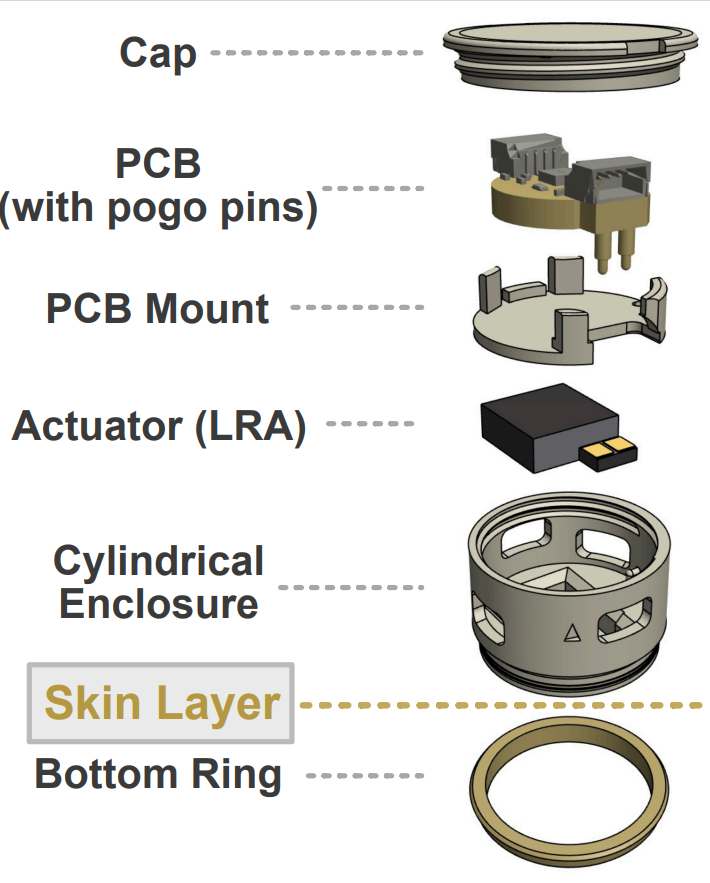 Cap
PCB
(with pogo pins)
PCB Mount
Actuator (LRA)
Cylindrical
Enclosure
Skin Layer
Bottom Ring